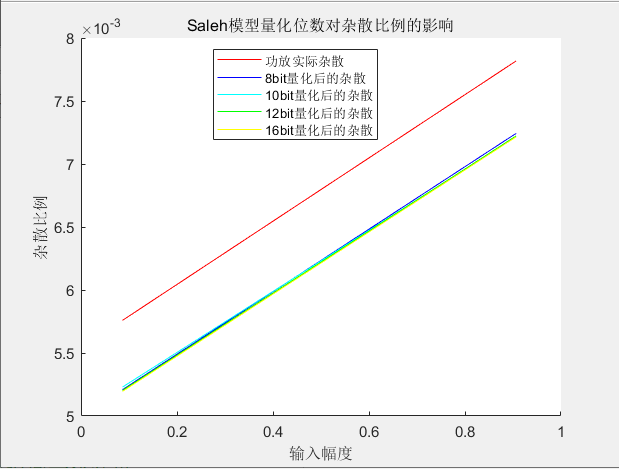 Saleh模型量化位数对杂散比例的影响
×10-3
8
7.5
7
6.5
6
5.5
5
杂散比例
功放实际杂散
8bit量化后的杂散
10bit量化后的杂散
12bit量化后的杂散
16bit量化后的杂散
0 0.2 0.4 0.6 0.8 1
输入幅度